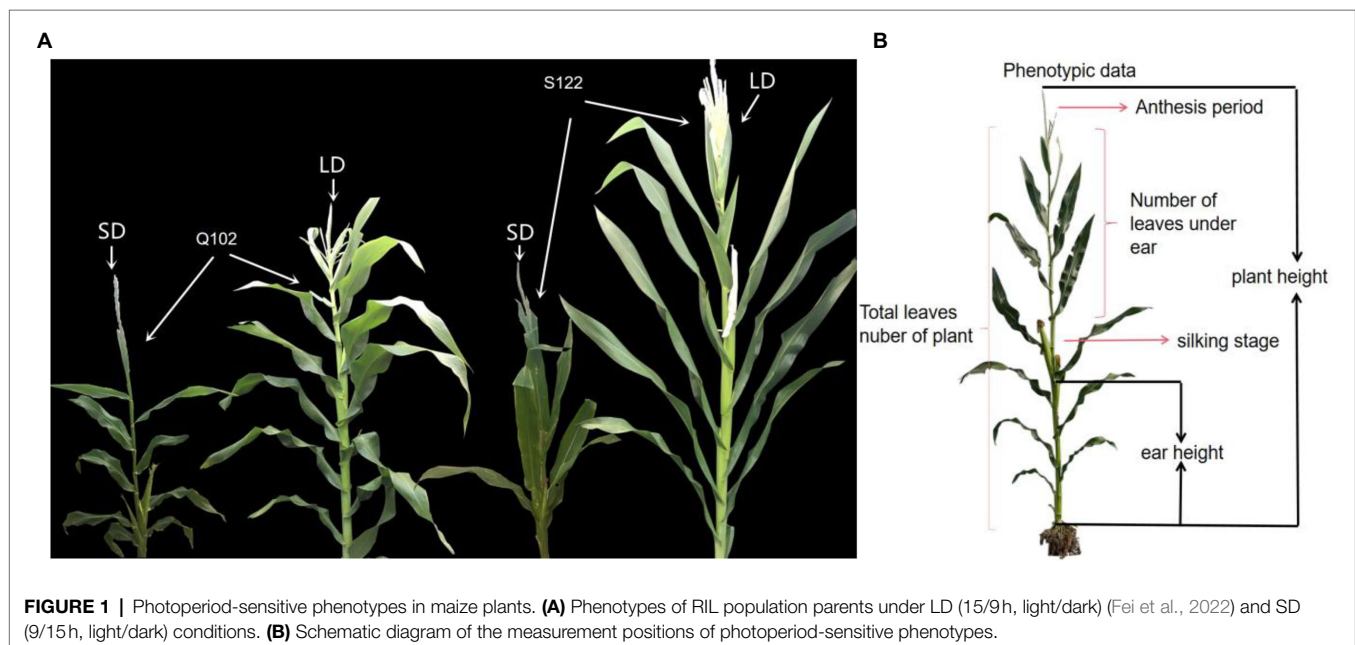 A
S122
LD
LD
SD
Q102
SD
B
Phenotypic data
Anthesis period
Number of
leaves under
ear
plant height
Total leaves
nuber of plant
silking stage
ear height
FIGURE 1 | Photoperiod-sensitive phenotypes in maize plants. (A) Phenotypes of RIL population parents under LD (15/9 h, light/dark) (Fei et al., 2022) and SD
(9/15 h, light/dark) conditions. (B) Schematic diagram of the measurement positions of photoperiod-sensitive phenotypes.